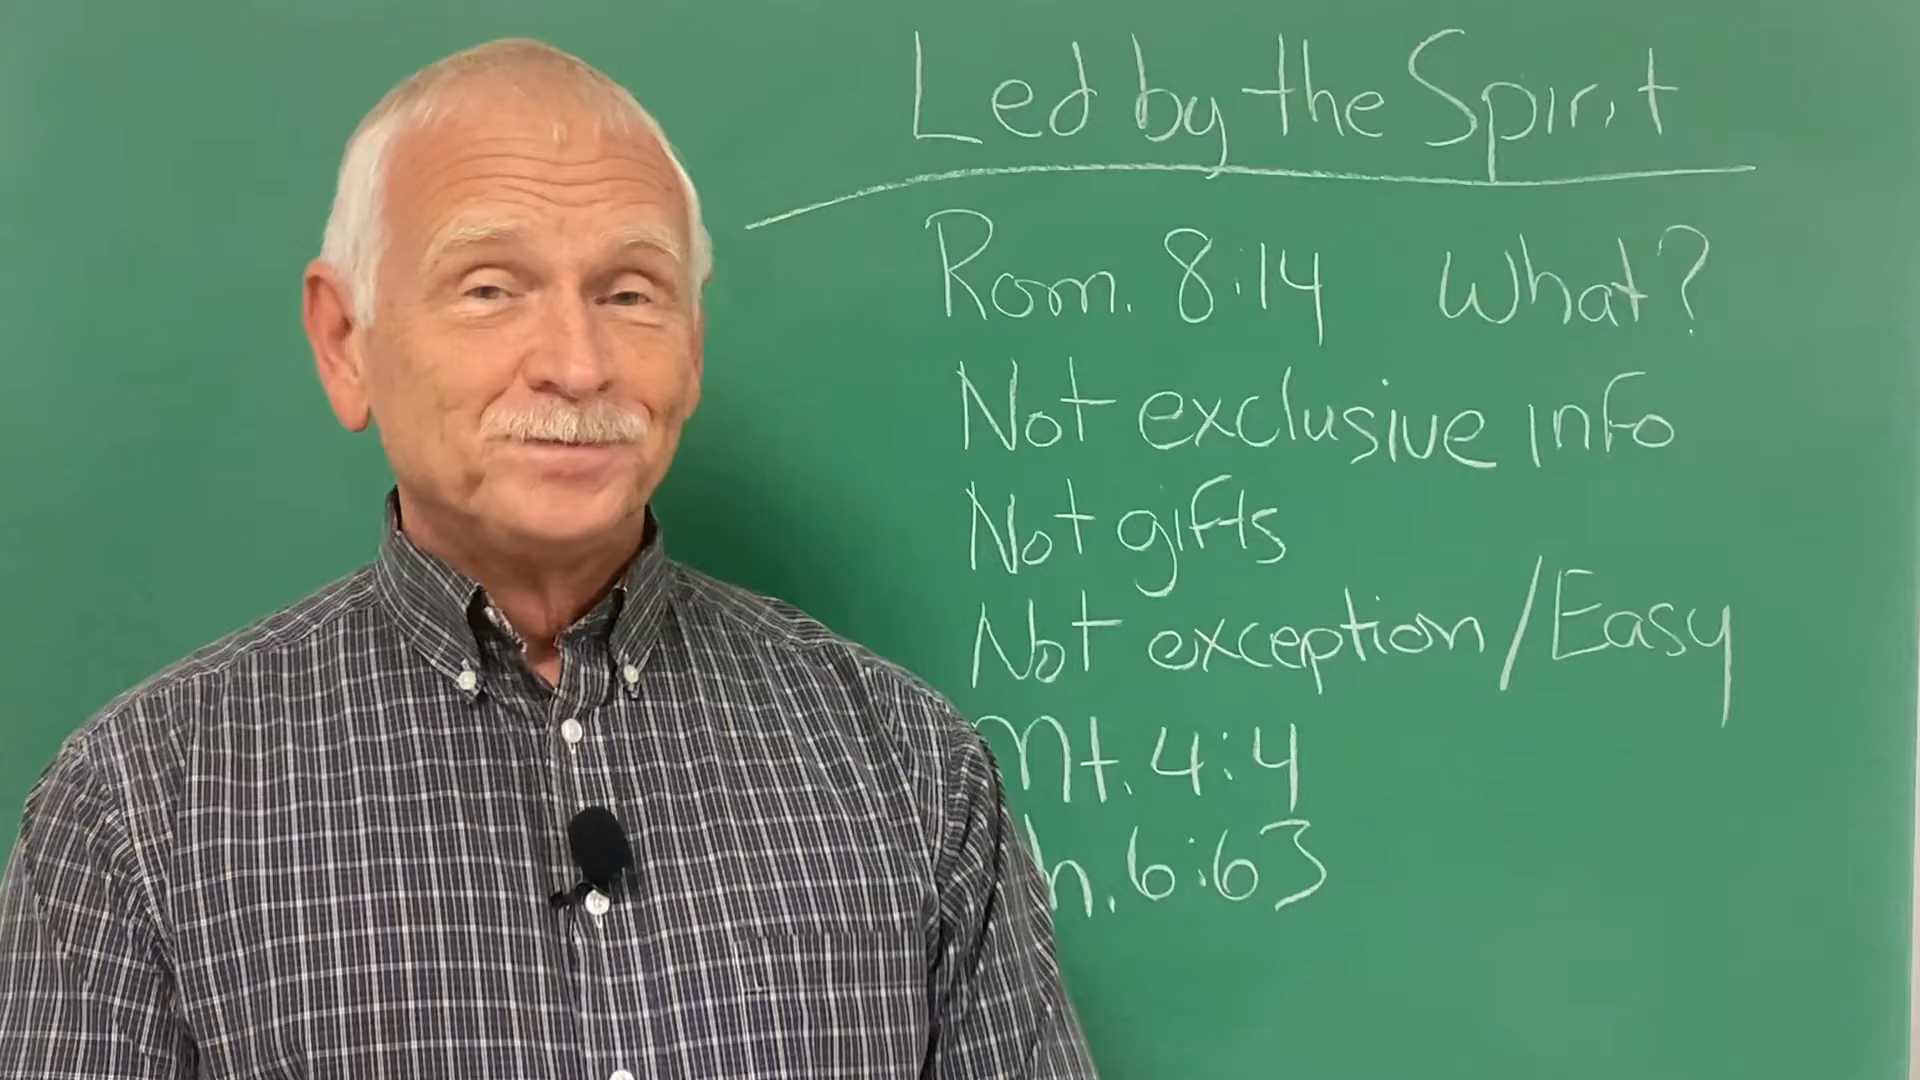 Led by the Spirit
Rom. 8:14 What?
Not exclusive info
Not gifts
Not exception/Easy
Mt. 4:4
h. 6:63